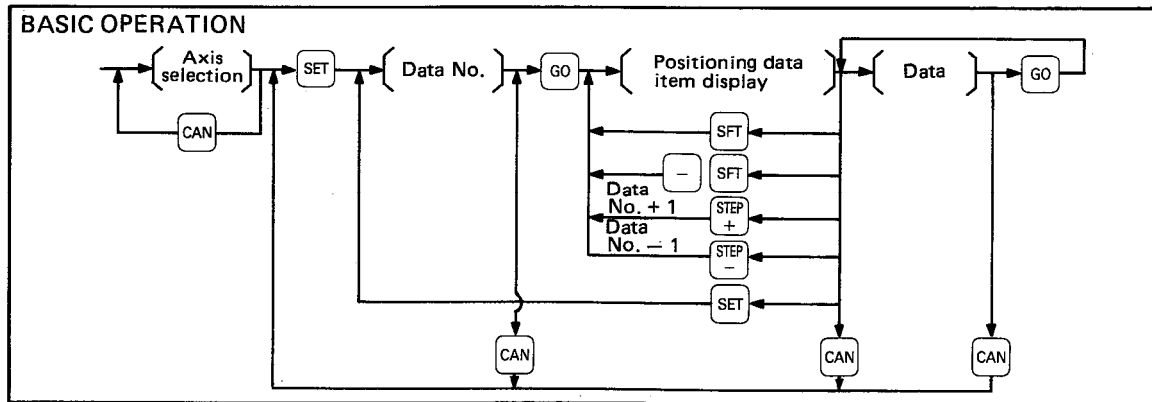 BASIC OPERATION
Axis
selection
SET
Data No.
GO
Positioning data
item display
Data
GO
CAN
SFT
− SFT
Data
No. + 1
STEP
+
Data
No. − 1
STEP
−
SET
CAN
CAN
CAN